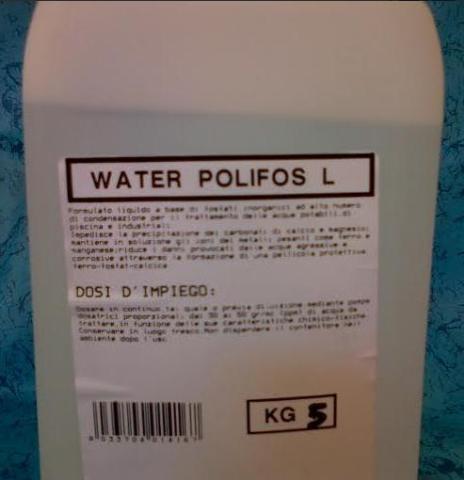 WATER POLIFOS L
Formulato liquido a base di fosfati inorganici ad alto numero
di condensazione per il trattamento delle acque potabili, di
piscina e industriali.
Impedisce la precipitazione dei carbonati di calcio e magnesio;
mantiene in soluzione gli ioni dei metalli pesanti come ferro e
manganese; riduce i danni provocati dalle acque aggressive e
corrosive attraverso la formazione di una pellicola protettiva
ferro-fosfat-calcica
DOSI D'IMPIEGO:
Dosare in continuo tal quale o previa diluizione mediante pompe
dosatrici proporzionali dai 30 ai 50 gr/mc (ppm) di acqua da
trattare, in funzione delle sue caratteristiche chimico-fisiche.
Conservare in luogo fresco. Non disperdere il contenitore nell'
ambiente dopo l'uso.
KG 5